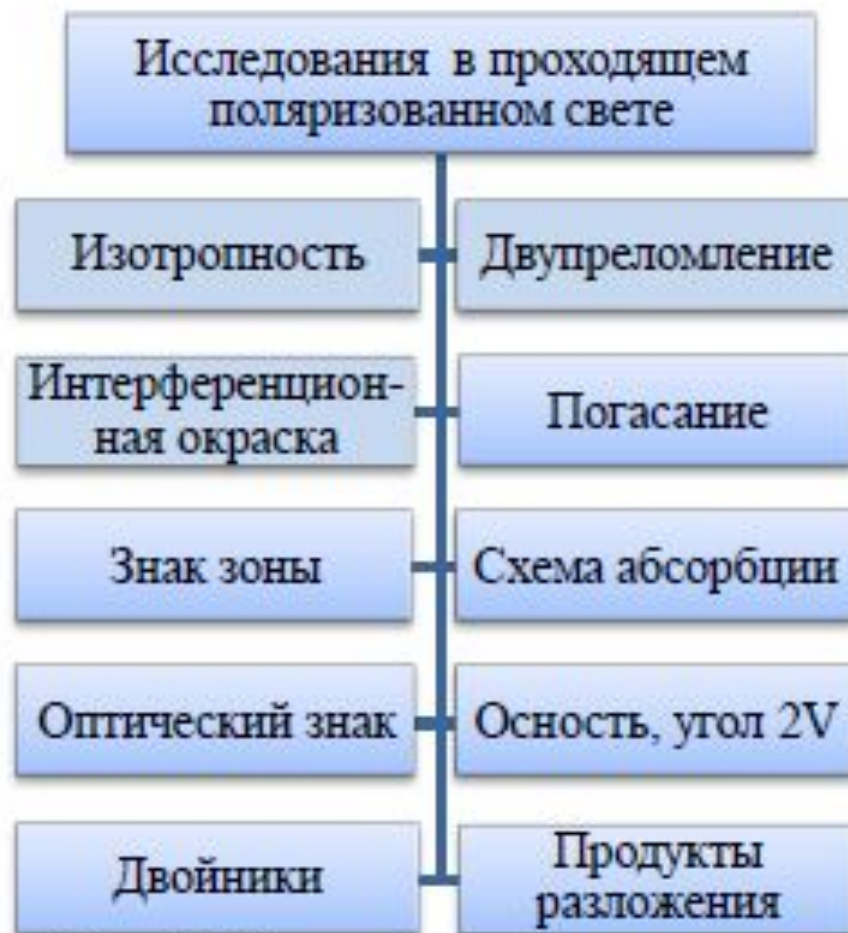 Исследования в проходящем
поляризованном свете
Изотропность
Двупреломление
Интерференцион-
ная окраска
Погасание
Знак зоны
Схема абсорбции
Оптический знак
Осность, угол 2V
Двойники
Продукты
разложения